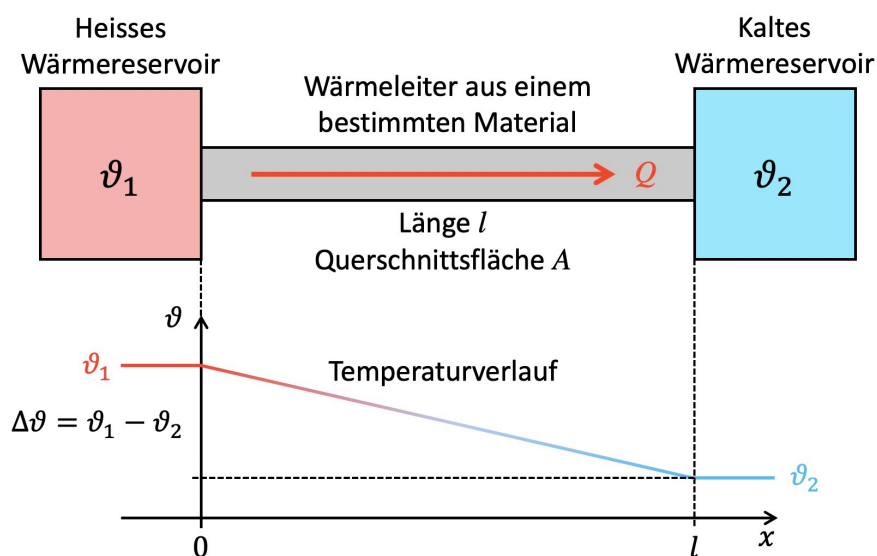 Heisses
Wärmereservoir
Kaltes
Wärmereservoir
Wärmeleiter aus einem
bestimmten Material
ϑ₁
Q
ϑ₂
Länge l
Querschnittsfläche A
ϑ
ϑ₁
Temperaturverlauf
Δϑ = ϑ₁ − ϑ₂
ϑ₂
0
l
x